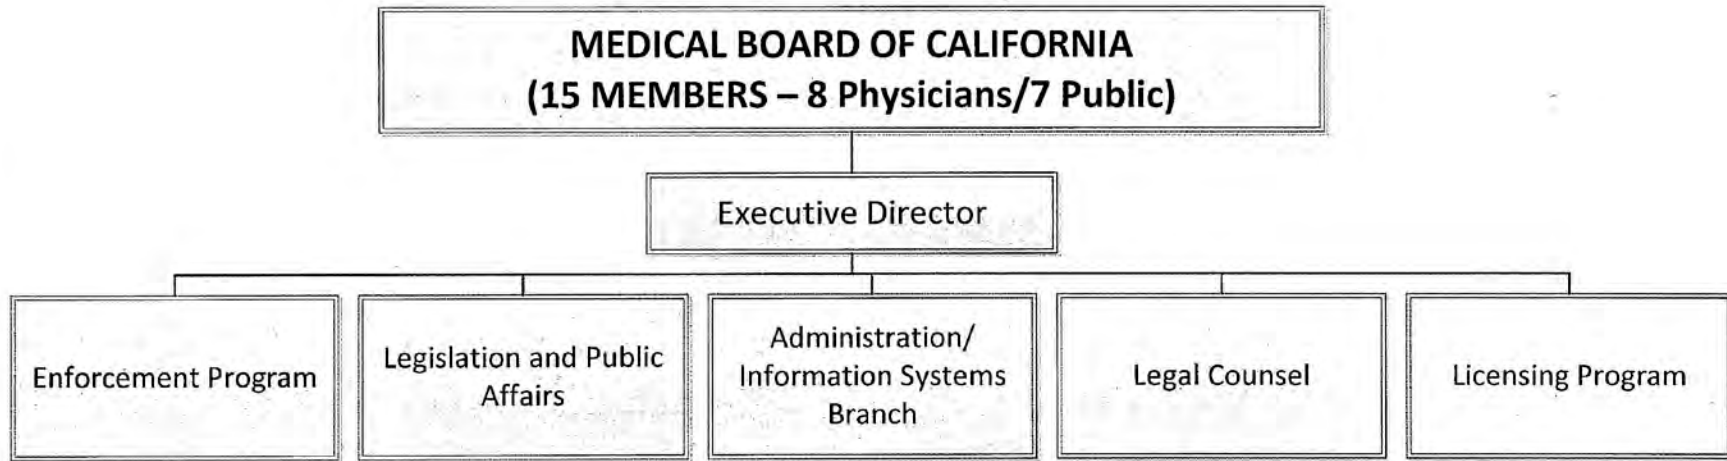 MEDICAL BOARD OF CALIFORNIA
(15 MEMBERS – 8 Physicians/7 Public)
Executive Director
Enforcement Program
Legislation and Public
Affairs
Administration/
Information Systems
Branch
Legal Counsel
Licensing Program